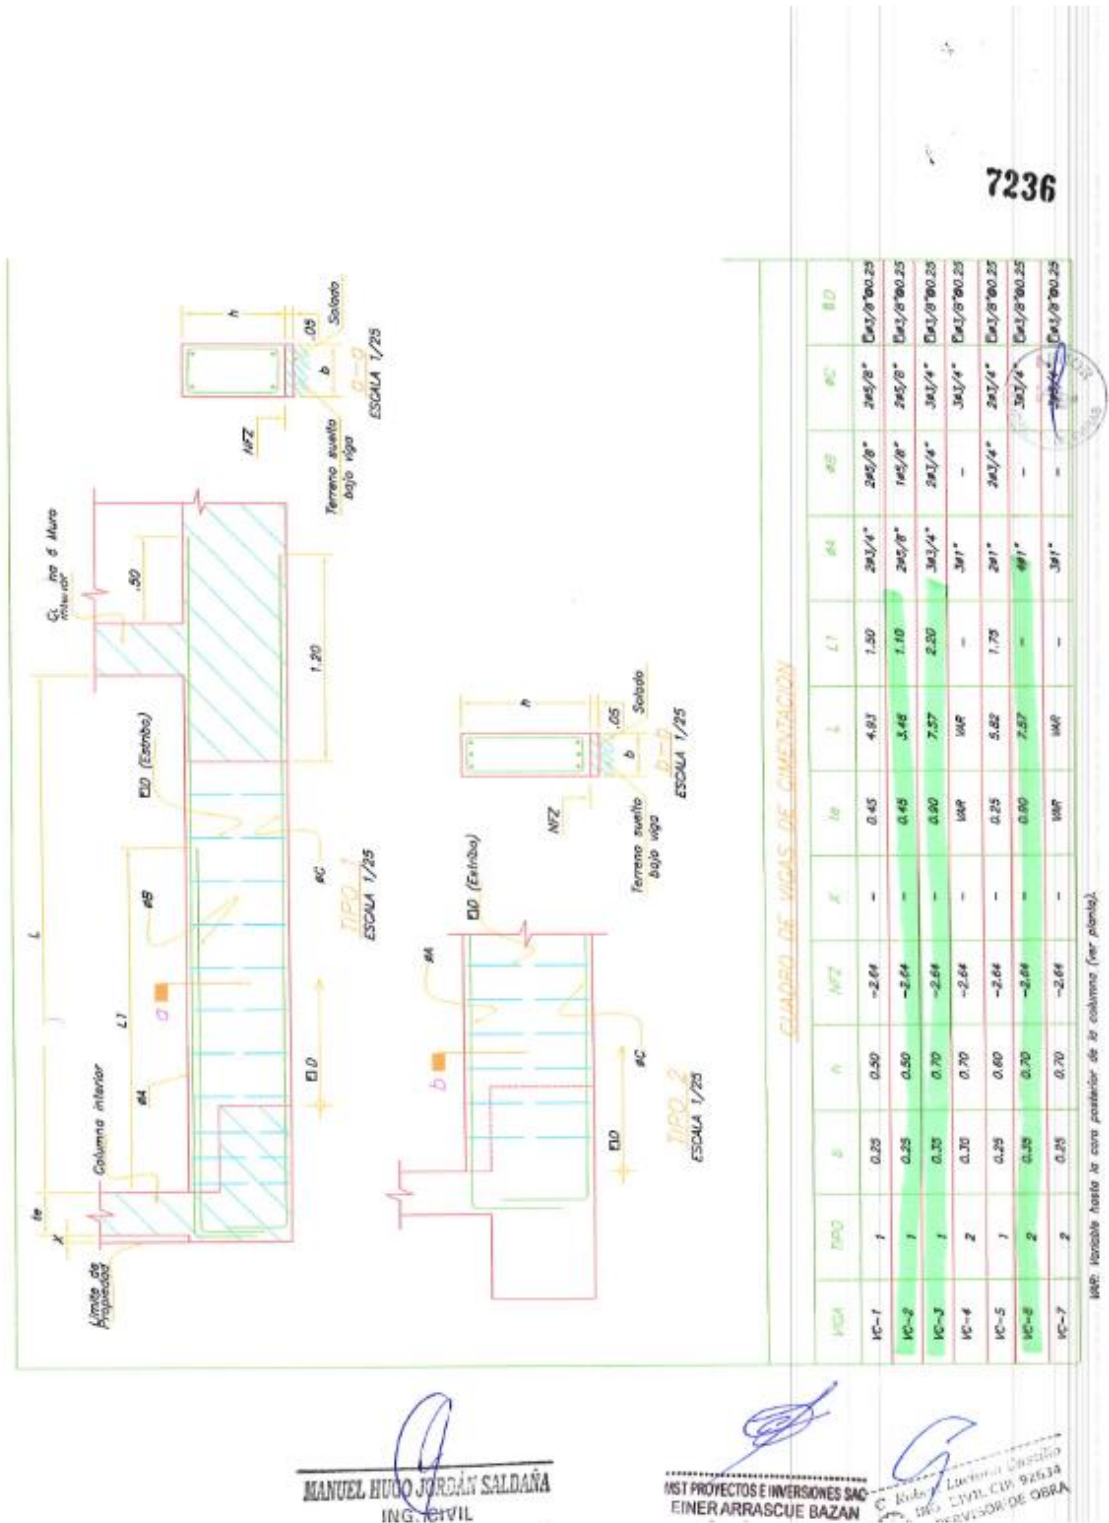 7236
Límite de
Propiedad
X
te
Columna interior
L
L1
øA
øB
D (Estribo)
.50
1.20
a
D
øC
TIPO 1
ESCALA 1/25
NFZ
h
b
.05
Solado
Terreno suelto
bajo viga
a-a
ESCALA 1/25
b
øA
D (Estribo)
D
øC
TIPO 2
ESCALA 1/25
NFZ
h
b
.05
Solado
Terreno suelto
bajo viga
b-b
ESCALA 1/25
CUADRO DE VIGAS DE CIMENTACION
VIGA TIPO b h NFZ X te L L1 øA øB øC øD
VC-1 1 0.25 0.50 -2.64 - 0.45 4.93 1.50 2ø3/4" 2ø5/8" 2ø5/8" ø3/8"@0.25
VC-2 1 0.25 0.50 -2.64 - 0.45 3.46 1.10 2ø5/8" 1ø5/8" 2ø5/8" ø3/8"@0.25
VC-3 1 0.35 0.70 -2.64 - 0.90 7.57 2.20 3ø3/4" 2ø3/4" 3ø3/4" ø3/8"@0.25
VC-4 2 0.35 0.70 -2.64 - VAR VAR - 3ø1" - 3ø3/4" ø3/8"@0.25
VC-5 1 0.25 0.60 -2.64 - 0.25 5.82 1.75 2ø1" 2ø3/4" 2ø3/4" ø3/8"@0.25
VC-6 2 0.35 0.70 -2.64 - 0.90 7.57 - 4ø1" - 3ø3/4" ø3/8"@0.25
VC-7 2 0.25 0.70 -2.64 - VAR VAR - 3ø1" - ø3/8"@0.25
VAR: Variable hasta la cara posterior de la columna (ver planta).
MANUEL HUGO JORDÁN SALDAÑA
ING. CIVIL
MST PROYECTOS E INVERSIONES SAC
EINER ARRASCUE BAZAN
ING. CIVIL CIP. 92634
SUPERVISOR DE OBRA